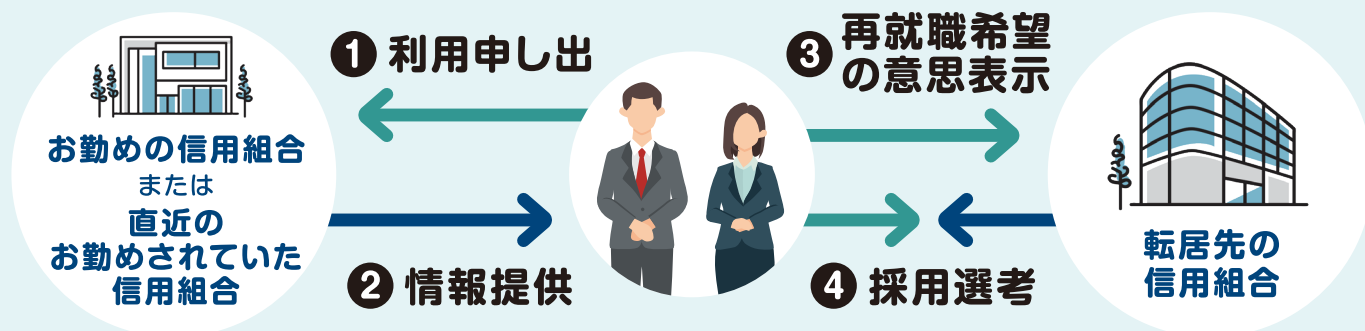 お勤めの信用組合
または
直近の
お勤めされていた
信用組合
❶ 利用申し出
❷ 情報提供
❸ 再就職希望
の意思表示
❹ 採用選考
転居先の
信用組合